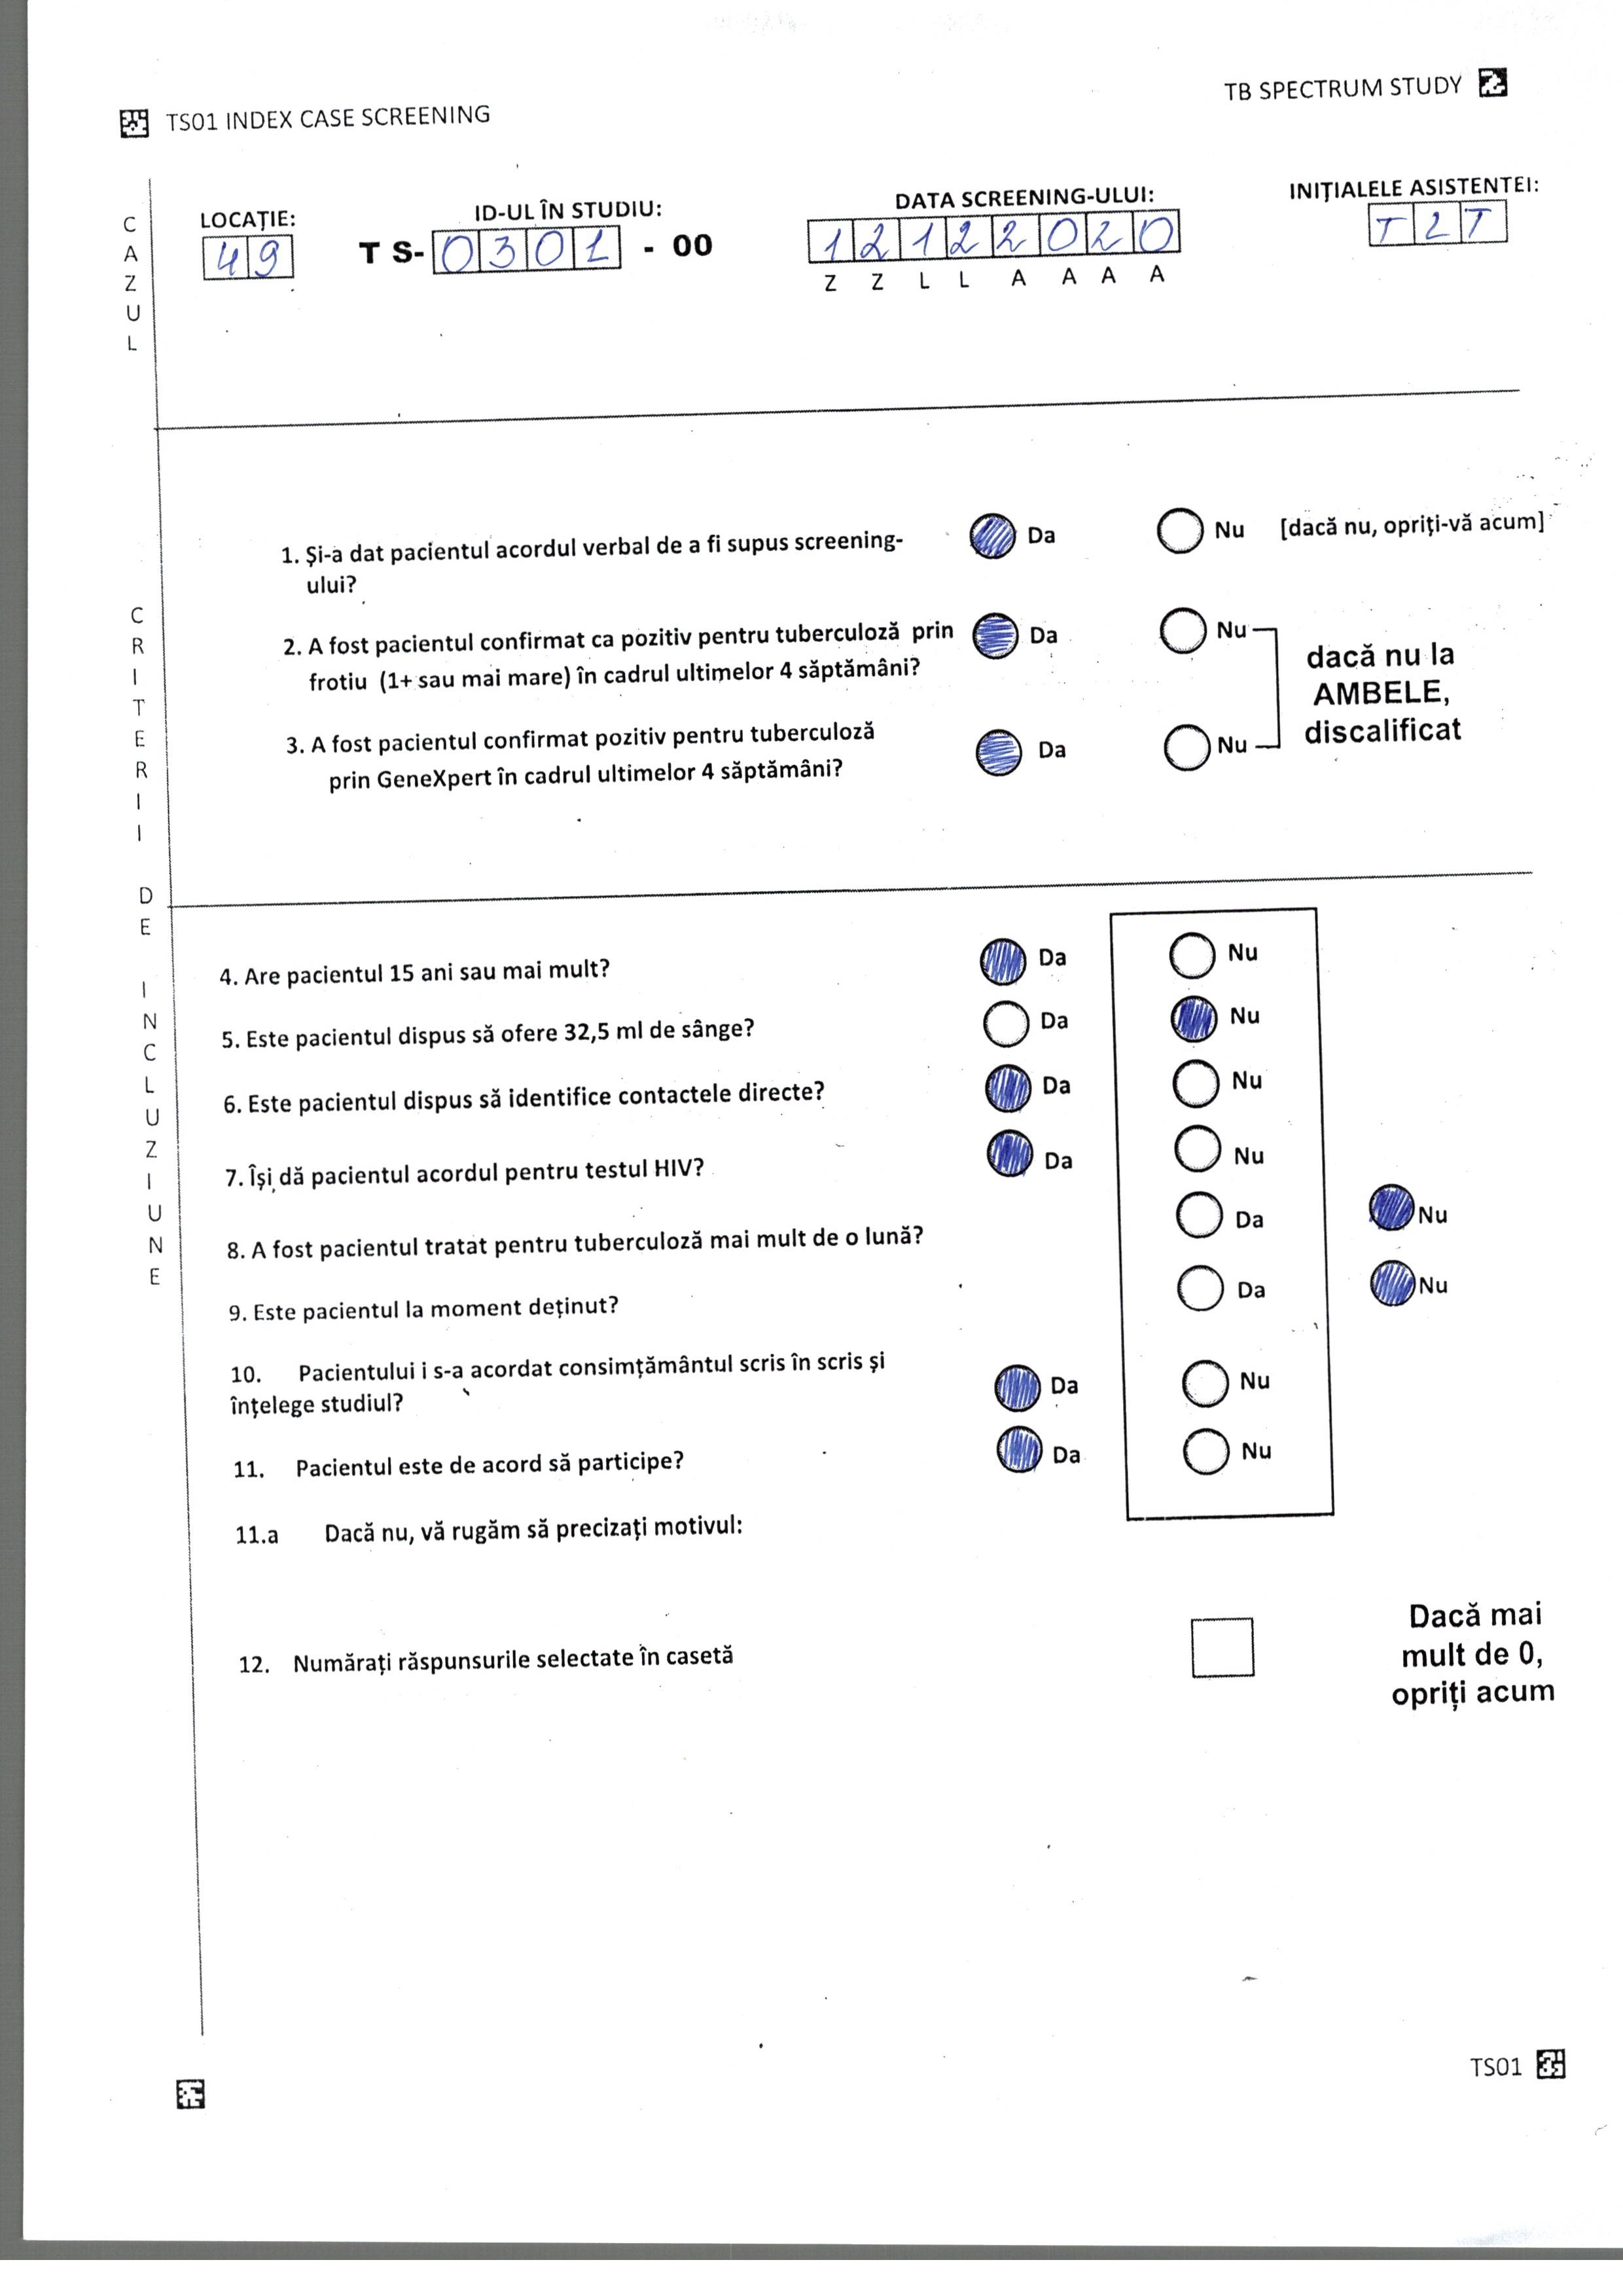 TS01 INDEX CASE SCREENING
TB SPECTRUM STUDY
CAZUL
LOCAȚIE:
49
ID-UL ÎN STUDIU:
TS-0301 - 00
DATA SCREENING-ULUI:
12122020
Z Z L L A A A A
INIȚIALELE ASISTENTEI:
T
T
CRITERII DE INCLUZIUNE
1. Şi-a dat pacientul acordul verbal de a fi supus screening-
ului?
Da
Nu [dacă nu, opriți-vă acum]
2. A fost pacientul confirmat ca pozitiv pentru tuberculoză prin
frotiu (1+ sau mai mare) în cadrul ultimelor 4 săptămâni?
Da
Nu
3. A fost pacientul confirmat pozitiv pentru tuberculoză
prin GeneXpert în cadrul ultimelor 4 săptămâni?
Da
Nu
dacă nu la
AMBELE,
discalificat
4. Are pacientul 15 ani sau mai mult?
Da Nu
5. Este pacientul dispus să ofere 32,5 ml de sânge?
Da Nu
6. Este pacientul dispus să identifice contactele directe?
Da Nu
7. Îşi dă pacientul acordul pentru testul HIV?
Da Nu
8. A fost pacientul tratat pentru tuberculoză mai mult de o lună?
Da Nu
9. Este pacientul la moment deținut?
Da Nu
10. Pacientului i s-a acordat consimțământul scris în scris şi
înțelege studiul?
Da Nu
11. Pacientul este de acord să participe?
Da Nu
11.a Dacă nu, vă rugăm să precizați motivul:
12. Numărați răspunsurile selectate în casetă
Dacă mai
mult de 0,
opriți acum
TS01